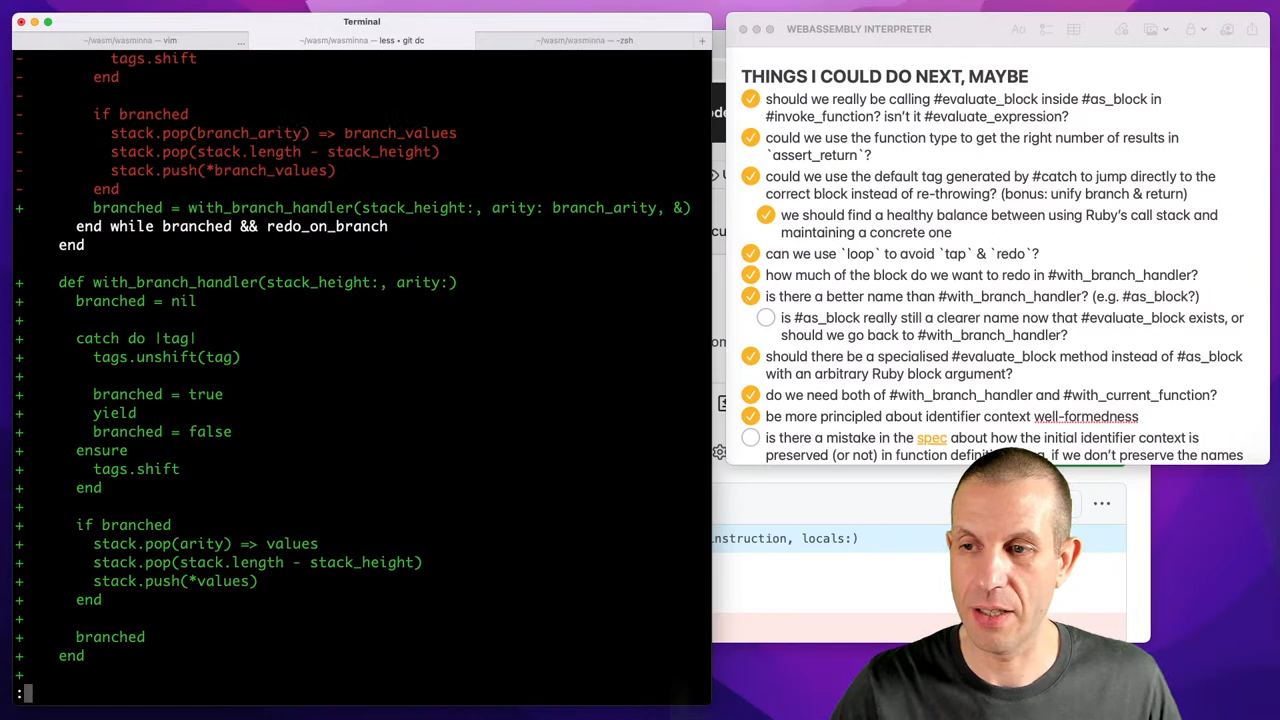 Terminal
~/wasm/wasminna — vim
...
~/wasm/wasminna — less • git dc
~/wasm/wasminna — -zsh
+
- tags.shift
- end
-
- if branched
- stack.pop(branch_arity) => branch_values
- stack.pop(stack.length - stack_height)
- stack.push(*branch_values)
- end
+ branched = with_branch_handler(stack_height:, arity: branch_arity, &)
end while branched && redo_on_branch
end
+ def with_branch_handler(stack_height:, arity:)
+ branched = nil
+
+ catch do |tag|
+ tags.unshift(tag)
+
+ branched = true
+ yield
+ branched = false
+ ensure
+ tags.shift
+ end
+
+ if branched
+ stack.pop(arity) => values
+ stack.pop(stack.length - stack_height)
+ stack.push(*values)
+ end
+
+ branched
+ end
+
:
WEBASSEMBLY INTERPRETER
Aa
THINGS I COULD DO NEXT, MAYBE
should we really be calling #evaluate_block inside #as_block in
#invoke_function? isn’t it #evaluate_expression?
could we use the function type to get the right number of results in
`assert_return`?
could we use the default tag generated by #catch to jump directly to the
correct block instead of re-throwing? (bonus: unify branch & return)
we should find a healthy balance between using Ruby’s call stack and
maintaining a concrete one
can we use `loop` to avoid `tap` & `redo`?
how much of the block do we want to redo in #with_branch_handler?
is there a better name than #with_branch_handler? (e.g. #as_block?)
is #as_block really still a clearer name now that #evaluate_block exists, or
should we go back to #with_branch_handler?
should there be a specialised #evaluate_block method instead of #as_block
with an arbitrary Ruby block argument?
do we need both of #with_branch_handler and #with_current_function?
be more principled about identifier context well-formedness
is there a mistake in the spec about how the initial identifier context is
preserved (or not) in function if we don’t preserve the names
...
nstruction, locals:)